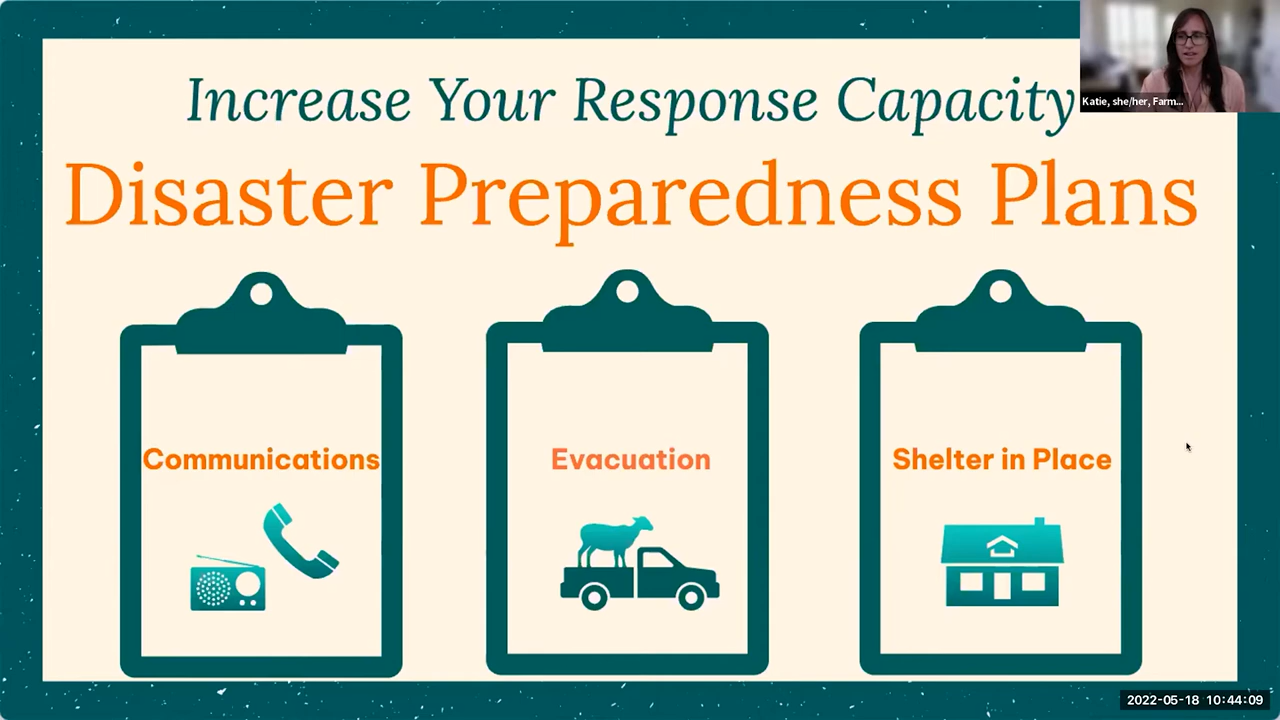 Increase Your Response Capacity
Disaster Preparedness Plans
Katie, she/her, Farm...
Communications
Evacuation
Shelter in Place
2022-05-18 10:44:09